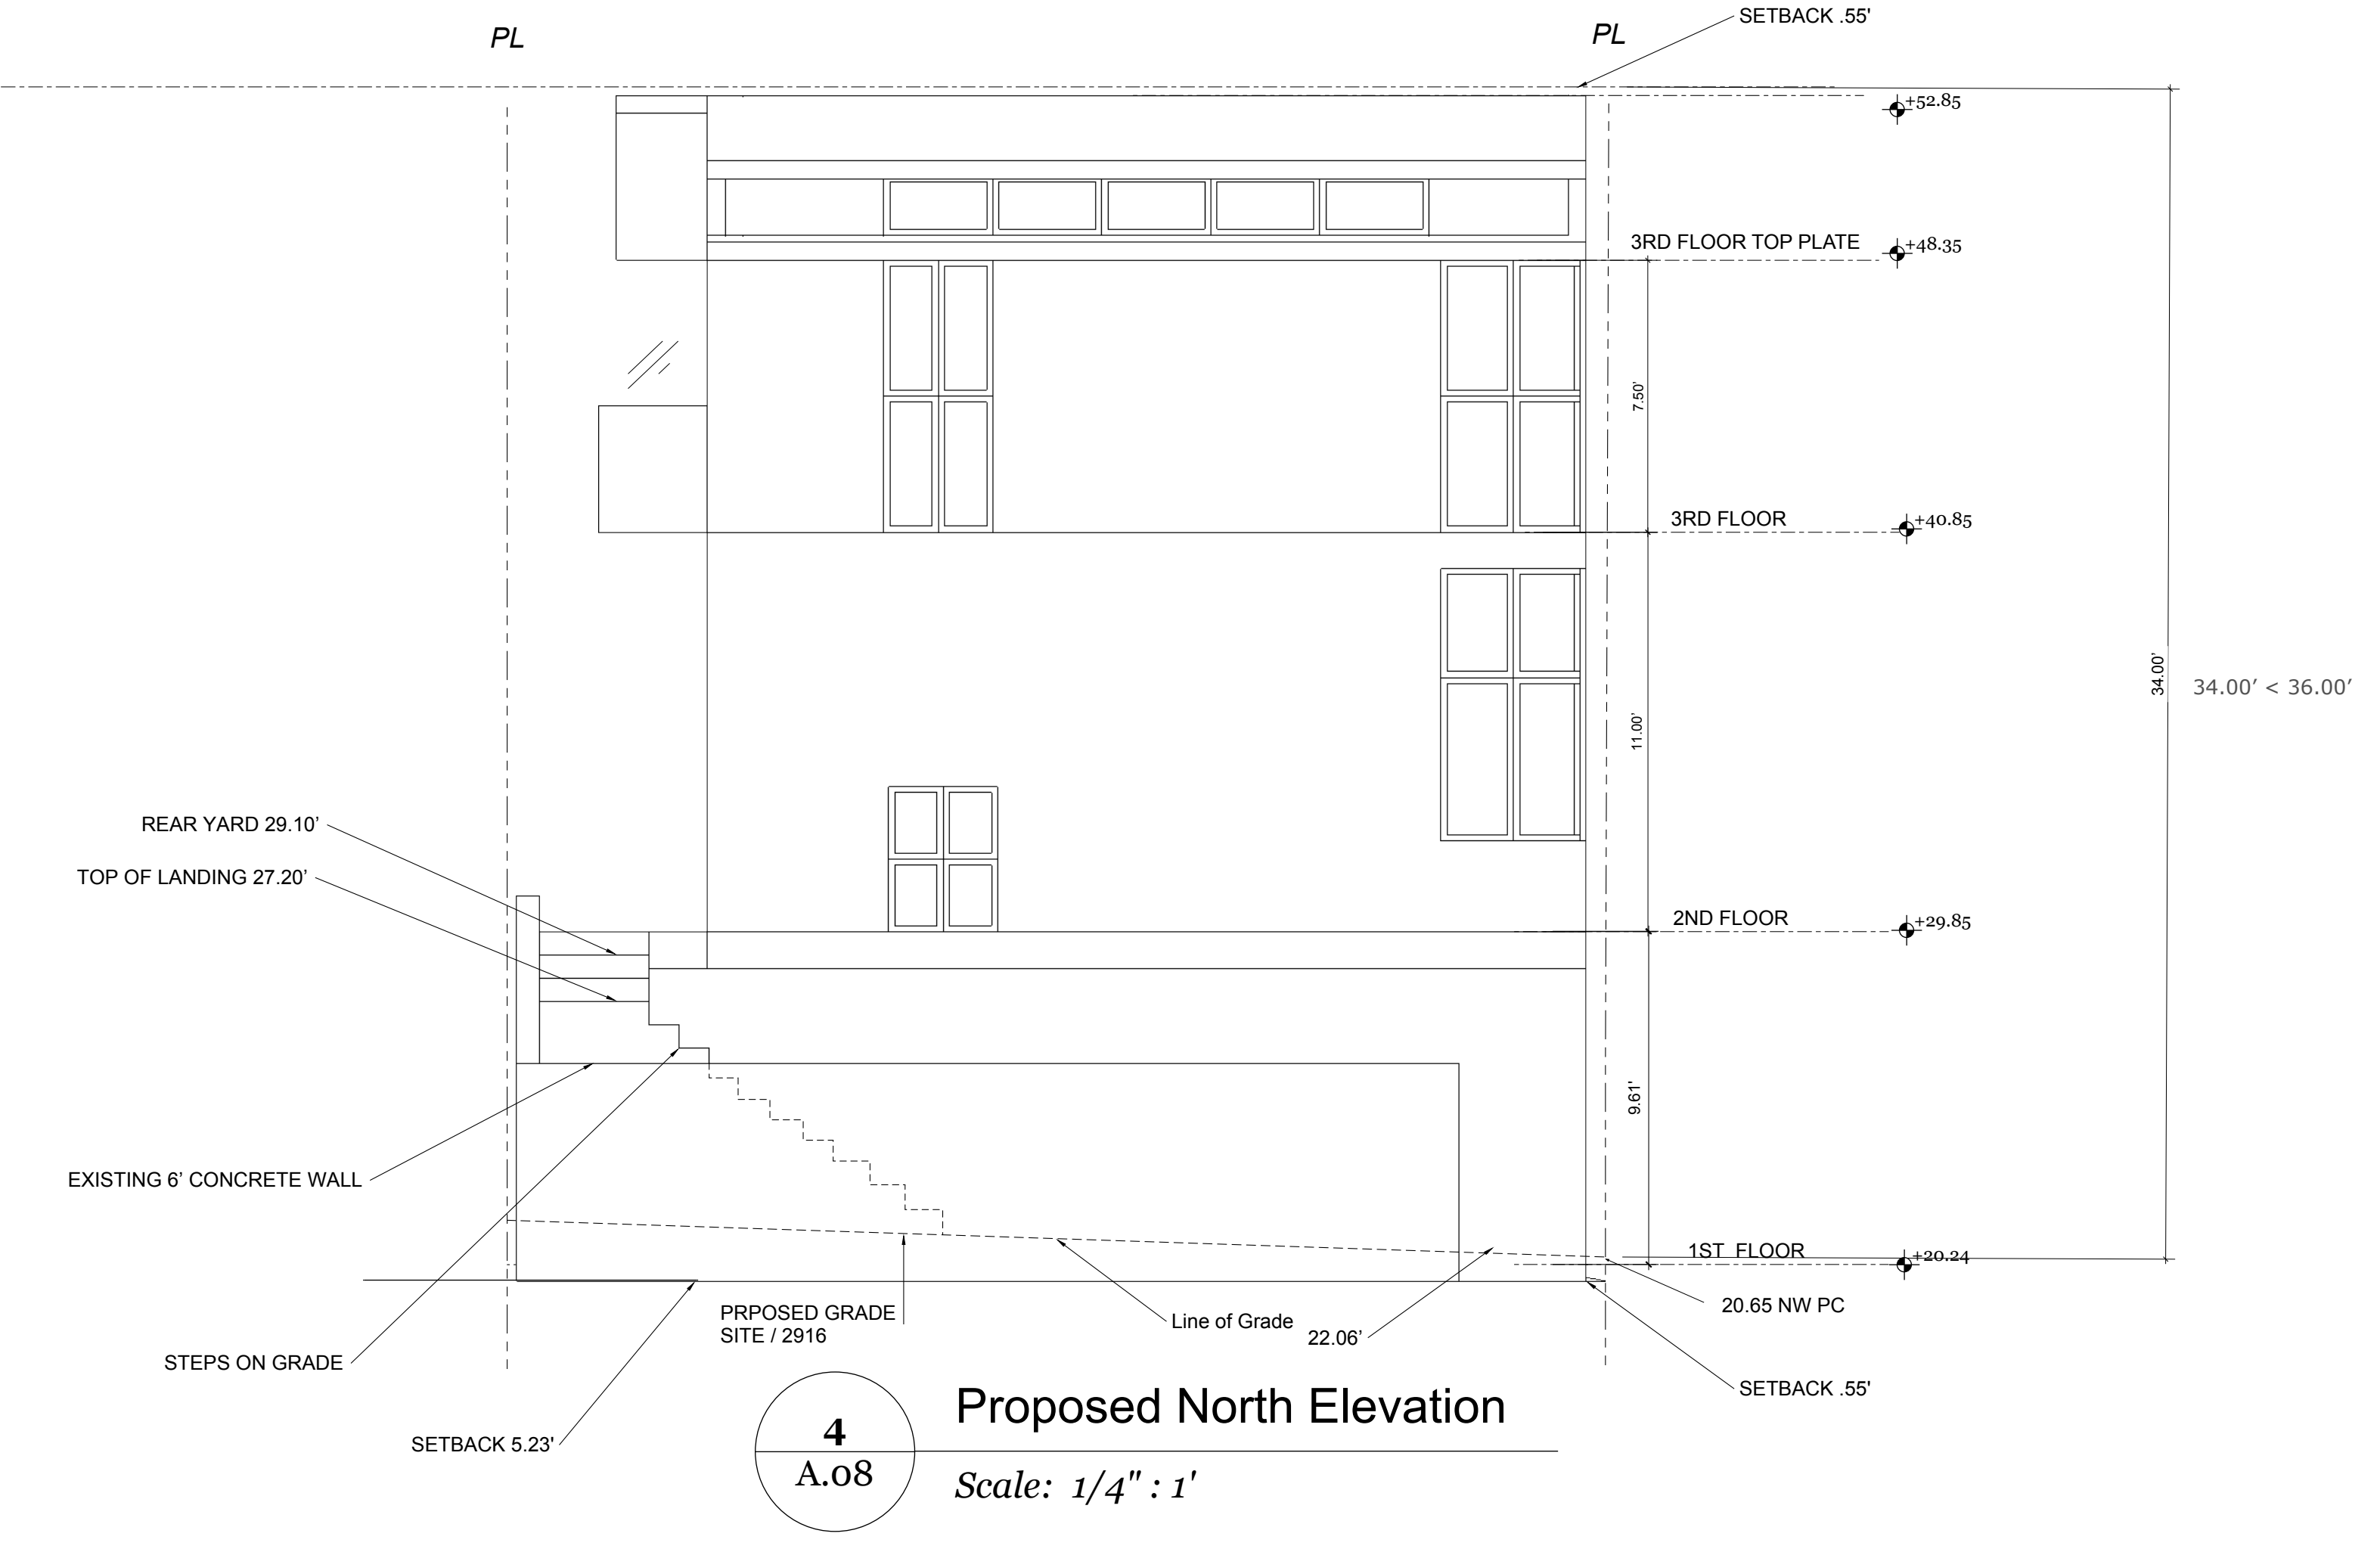 SETBACK .55'
PL
PL
+52.85
3RD FLOOR TOP PLATE
+48.35
7.50'
3RD FLOOR
+40.85
34.00'
34.00' < 36.00'
11.00'
REAR YARD 29.10'
TOP OF LANDING 27.20'
2ND FLOOR
+29.85
9.61'
EXISTING 6' CONCRETE WALL
1ST FLOOR
+20.24
20.65 NW PC
PRPOSED GRADE
SITE / 2916
Line of Grade
22.06'
STEPS ON GRADE
SETBACK .55'
SETBACK 5.23'
4
A.08
Proposed North Elevation
Scale: 1/4" : 1'